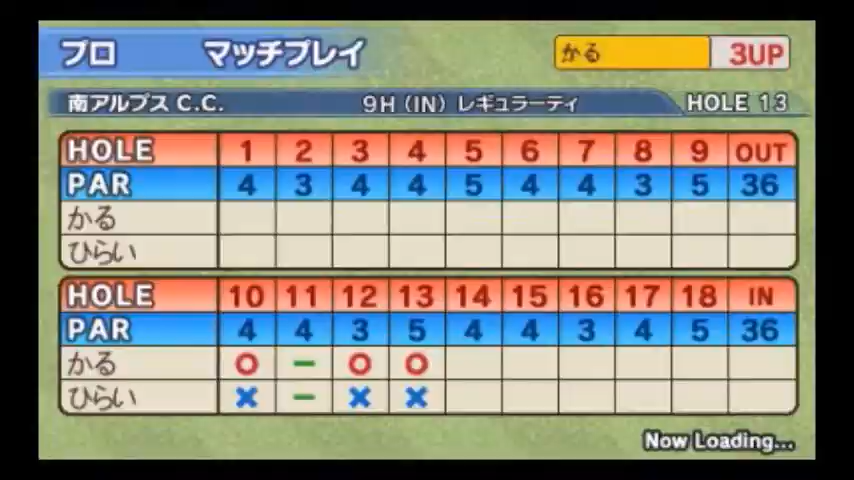 プロ マッチプレイ かる 3UP
南アルプスC.C. 9H (IN) レギュラーティ HOLE 13
HOLE 1 2 3 4 5 6 7 8 9 OUT
PAR 4 3 4 4 5 4 4 3 5 36
かる
ひらい
HOLE 10 11 12 13 14 15 16 17 18 IN
PAR 4 4 3 5 4 4 3 4 5 36
かる ○ − ○ ○
ひらい × − × ×
Now Loading...